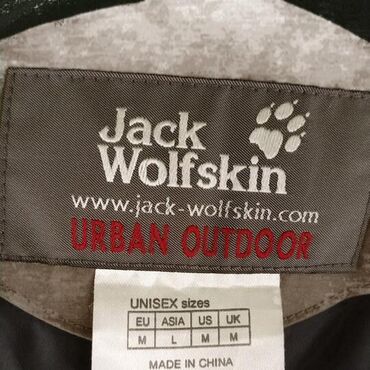 Jack
Wolfskin
www.jack-wolfskin.com
URBAN OUTDOOR
UNISEX sizes
EU ASIA US UK
M L M M
MADE IN CHINA